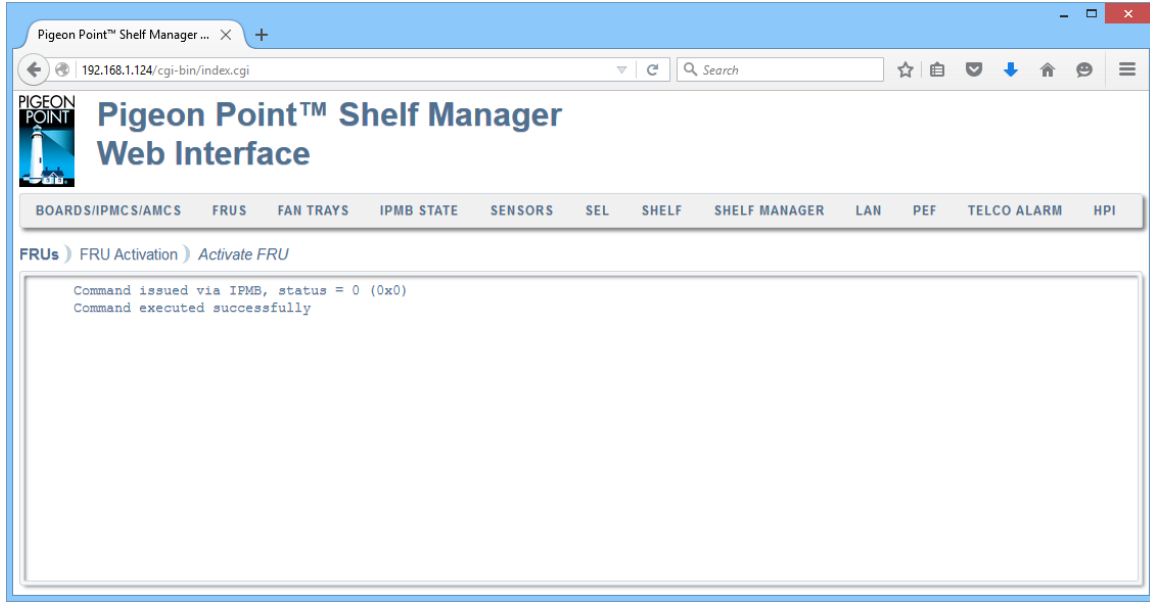 Pigeon Point™ Shelf Manager ...
192.168.1.124/cgi-bin/index.cgi
Search
PIGEON
POINT
Pigeon Point™ Shelf Manager
Web Interface
BOARDS/IPMCS/AMCS FRUS FAN TRAYS IPMB STATE SENSORS SEL SHELF SHELF MANAGER LAN PEF TELCO ALARM HPI
FRUs ) FRU Activation ) Activate FRU
Command issued via IPMB, status = 0 (0x0)
Command executed successfully